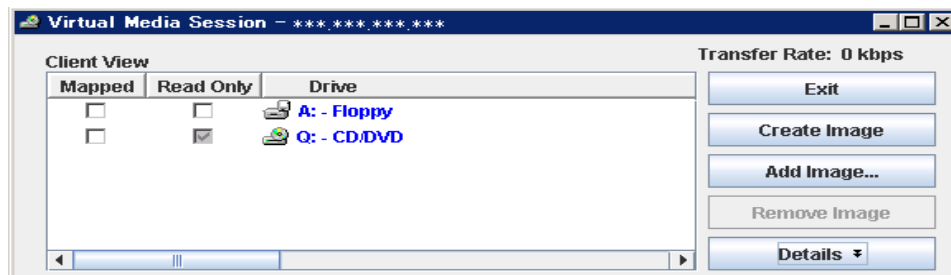 Virtual Media Session - ***.***.***.***
Client View
Transfer Rate: 0 kbps
Mapped Read Only Drive
A: - Floppy
Q: - CD/DVD
Exit
Create Image
Add Image...
Remove Image
Details